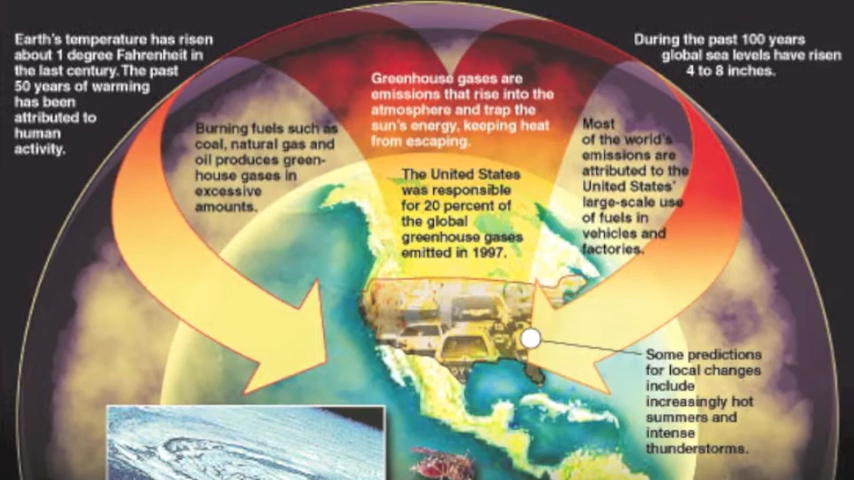 Earth's temperature has risen
about 1 degree Fahrenheit in
the last century. The past
50 years of warming
has been
attributed to
human
activity.
Burning fuels such as
coal, natural gas and
oil produces green-
house gases in
excessive
amounts.
Greenhouse gases are
emissions that rise into the
atmosphere and trap the
sun's energy, keeping heat
from escaping.
The United States
was responsible
for 20 percent of
the global
greenhouse gases
emitted in 1997.
Most
of the world's
emissions are
attributed to the
United States'
large-scale use
of fuels in
vehicles and
factories.
During the past 100 years
global sea levels have risen
4 to 8 inches.
Some predictions
for local changes
include
increasingly hot
summers and
intense
thunderstorms.